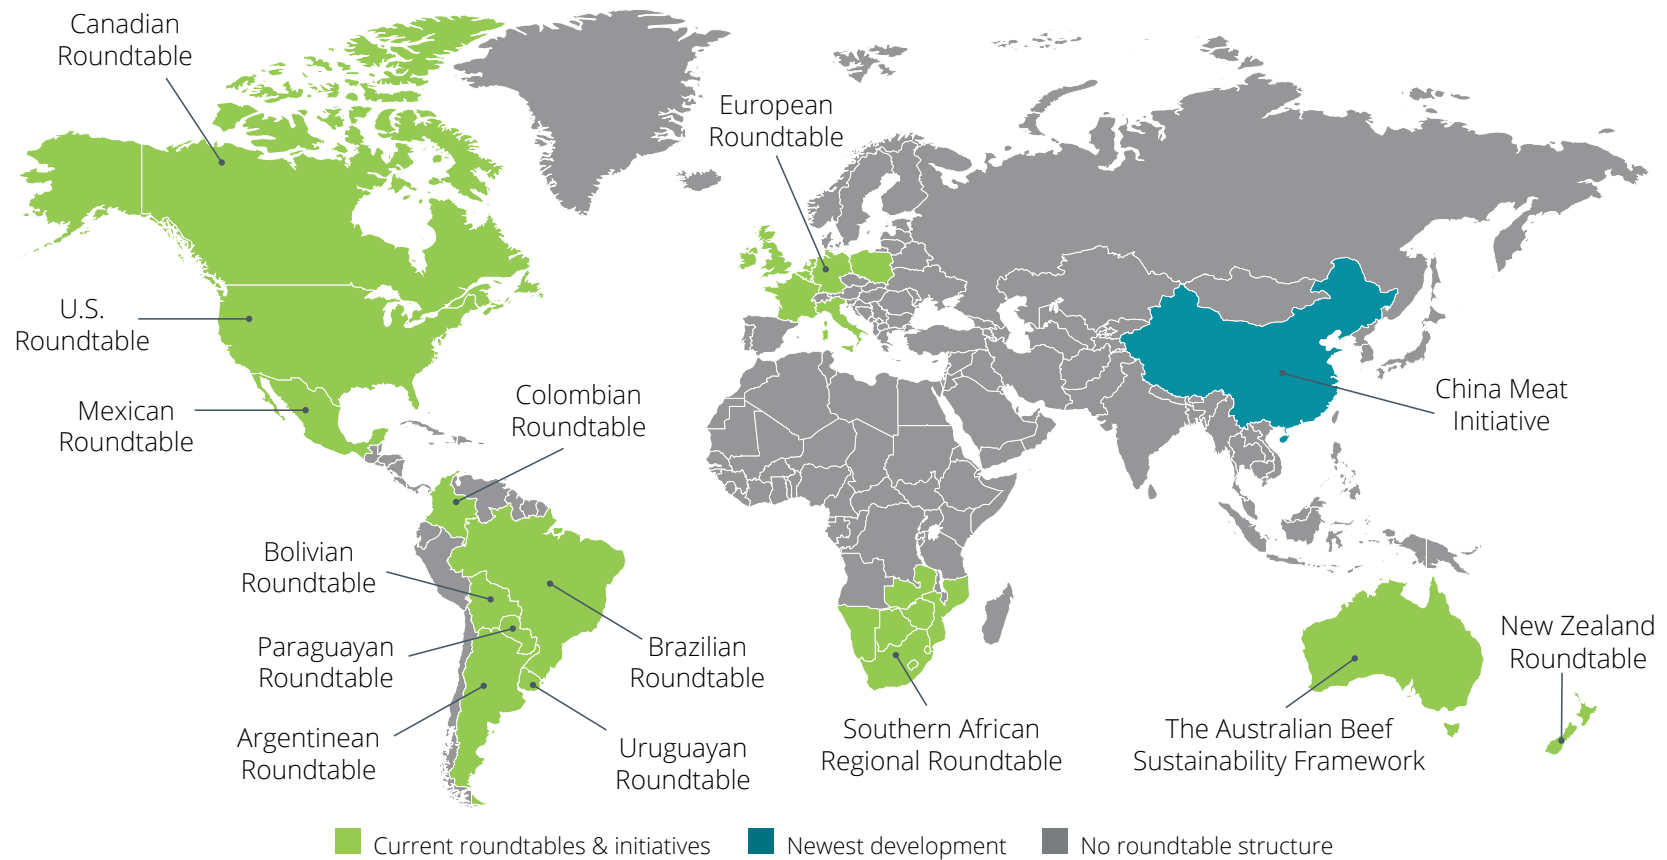 Canadian
Roundtable
European
Roundtable
U.S.
Roundtable
Mexican
Roundtable
Colombian
Roundtable
China Meat
Initiative
Bolivian
Roundtable
Paraguayan
Roundtable
Brazilian
Roundtable
New Zealand
Roundtable
Argentinean
Roundtable
Uruguayan
Roundtable
Southern African
Regional Roundtable
The Australian Beef
Sustainability Framework
Current roundtables & initiatives
Newest development
No roundtable structure